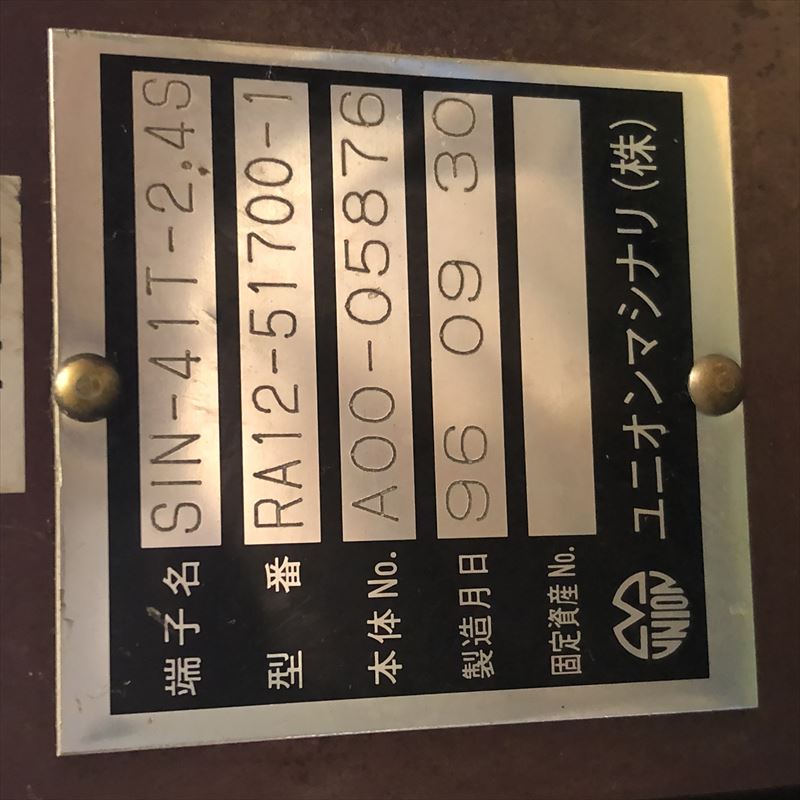 端子名 SIN-41T-2.4S
型番 RA12-51700-1
本体No. A00-05876
製造月日 96 09 30
固定資産No.
UNION ユニオンマシナリ(株)